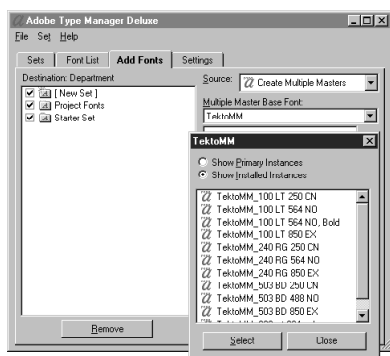 Adobe Type Manager Deluxe
File Set Help
Sets Font List Add Fonts Settings
Destination: Department
[ New Set ]
Project Fonts
Starter Set
Remove
Source: Create Multiple Masters
Multiple Master Base Font:
TektoMM
TektoMM
Show Primary Instances
Show Installed Instances
TektoMM_100 LT 250 CN
TektoMM_100 LT 564 NO
TektoMM_100 LT 564 NO, Bold
TektoMM_100 LT 850 EX
TektoMM_240 RG 250 CN
TektoMM_240 RG 564 NO
TektoMM_240 RG 850 EX
TektoMM_503 BD 250 CN
TektoMM_503 BD 488 NO
TektoMM_503 BD 850 EX
Select Close